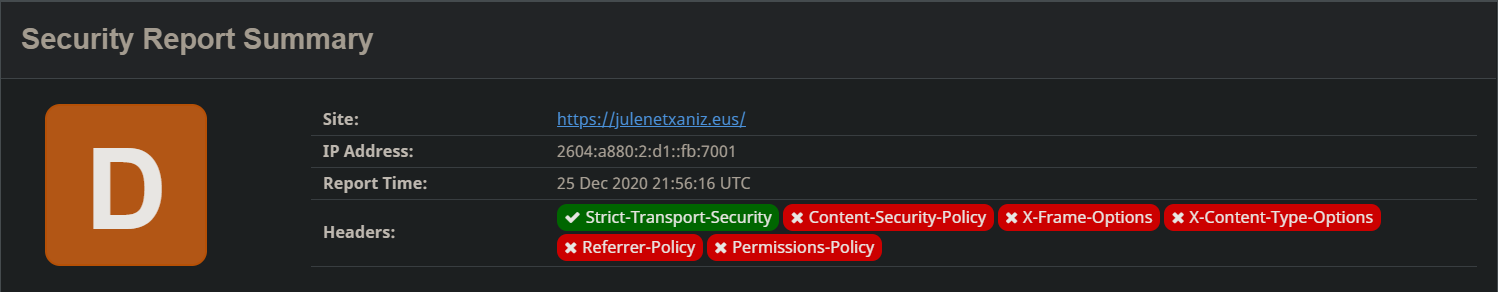 Security Report Summary
D
Site: https://julenetxaniz.eus/
IP Address: 2604:a880:2:d1::fb:7001
Report Time: 25 Dec 2020 21:56:16 UTC
Headers: ✔ Strict-Transport-Security ✖ Content-Security-Policy ✖ X-Frame-Options ✖ X-Content-Type-Options
✖ Referrer-Policy ✖ Permissions-Policy